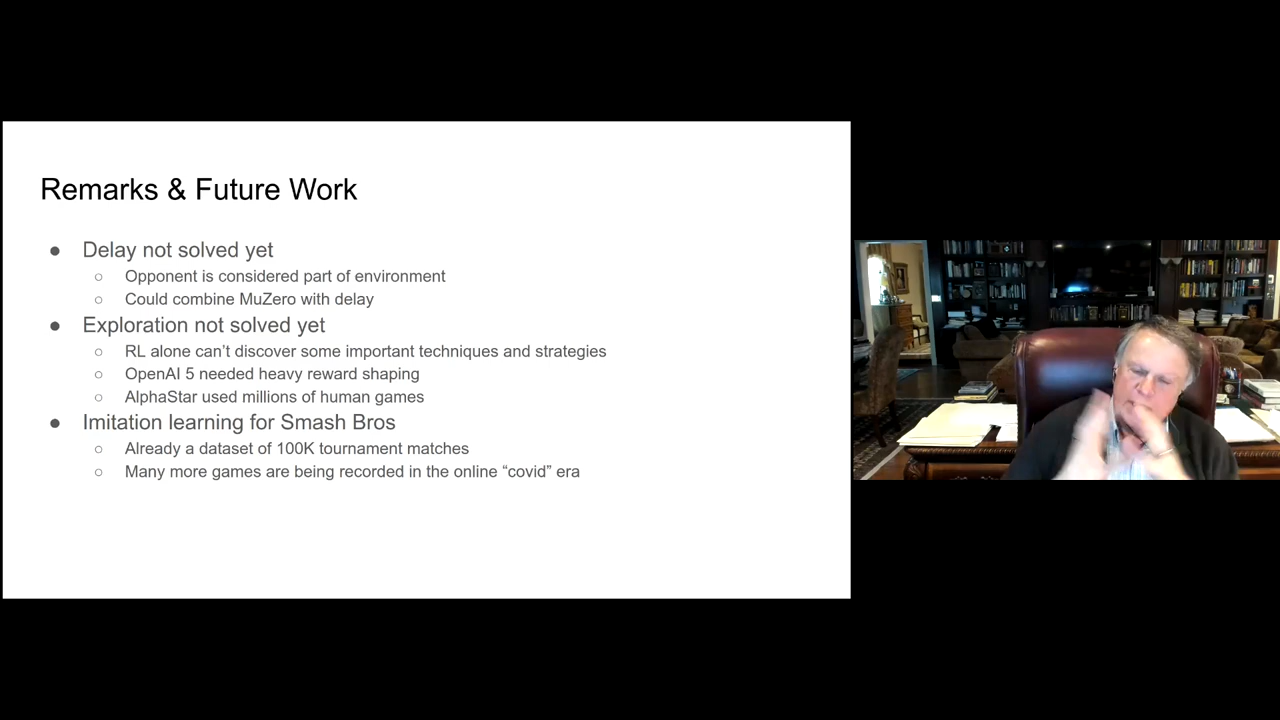 Remarks & Future Work
● Delay not solved yet
○ Opponent is considered part of environment
○ Could combine MuZero with delay
● Exploration not solved yet
○ RL alone can’t discover some important techniques and strategies
○ OpenAI 5 needed heavy reward shaping
○ AlphaStar used millions of human games
● Imitation learning for Smash Bros
○ Already a dataset of 100K tournament matches
○ Many more games are being recorded in the online “covid” era